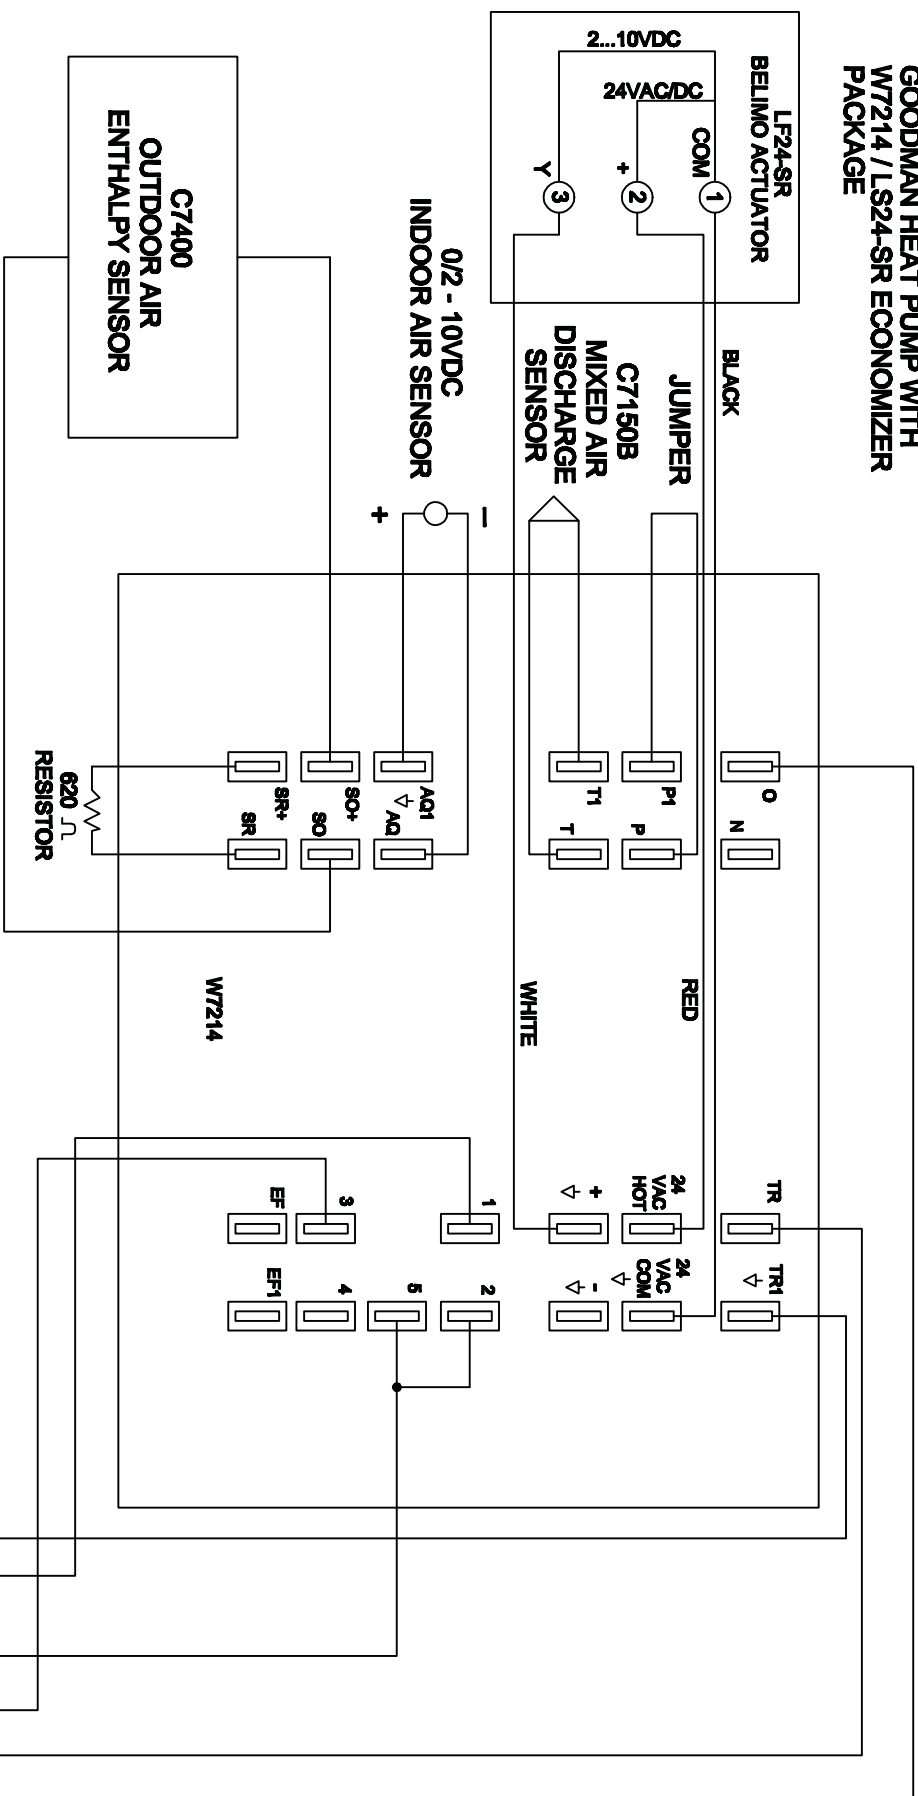 GOODMAN HEAT PUMP WITH
W7214 / LS24-SR ECONOMIZER
PACKAGE
LF24-SR
BELIMO ACTUATOR
COM
1
24VAC/DC
+
2
2...10VDC
Y
3
BLACK
RED
WHITE
JUMPER
C7150B
MIXED AIR
DISCHARGE
SENSOR
0/2 - 10VDC
INDOOR AIR SENSOR
–
+
C7400
OUTDOOR AIR
ENTHALPY SENSOR
O
N
P1
P
T1
T
AQ1
AQ
SO+
SO
SR+
SR
620
RESISTOR
W7214
TR
TR1
24
VAC
HOT
24
VAC
COM
+
-
1
2
5
3
4
EF
EF1